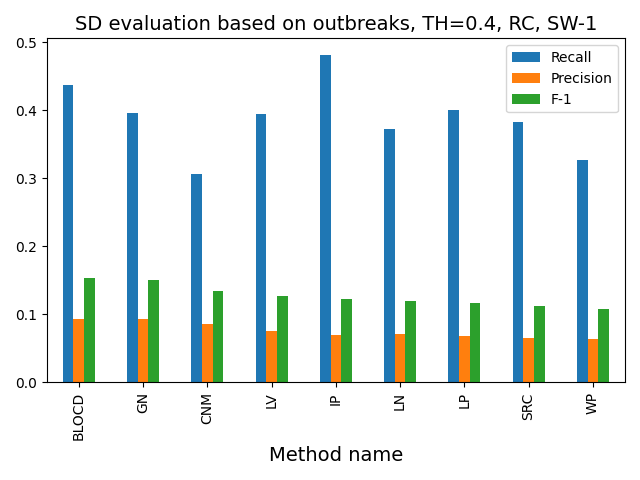 SD evaluation based on outbreaks, TH=0.4, RC, SW-1
Recall
Precision
F-1
0.5
0.4
0.3
0.2
0.1
0.0
BLOCD
GN
CNM
LV
IP
LN
LP
SRC
WP
Method name